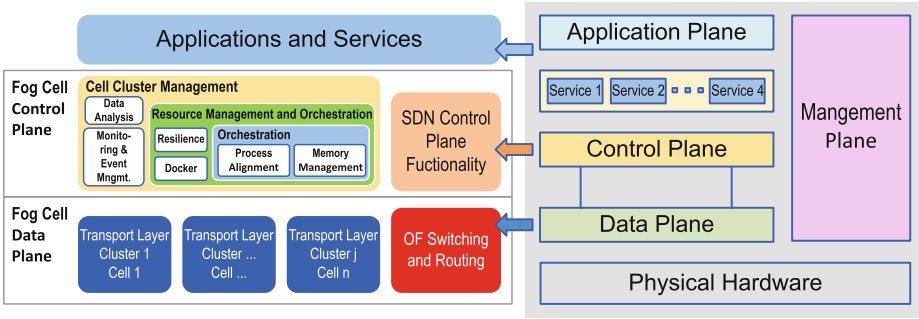 Applications and Services
Fog Cell
Control
Plane
Cell Cluster Management
Data
Analysis
Monito-
ring &
Event
Mngmt.
Resource Management and Orchestration
Resilience
Docker
Orchestration
Process
Alignment
Memory
Management
SDN Control
Plane
Fuctionality
Fog Cell
Data
Plane
Transport Layer
Cluster 1
Cell 1
Transport Layer
Cluster ...
Cell ...
Transport Layer
Cluster j
Cell n
OF Switching
and Routing
Application Plane
Service 1
Service 2
Service 4
Control Plane
Data Plane
Mangement
Plane
Physical Hardware